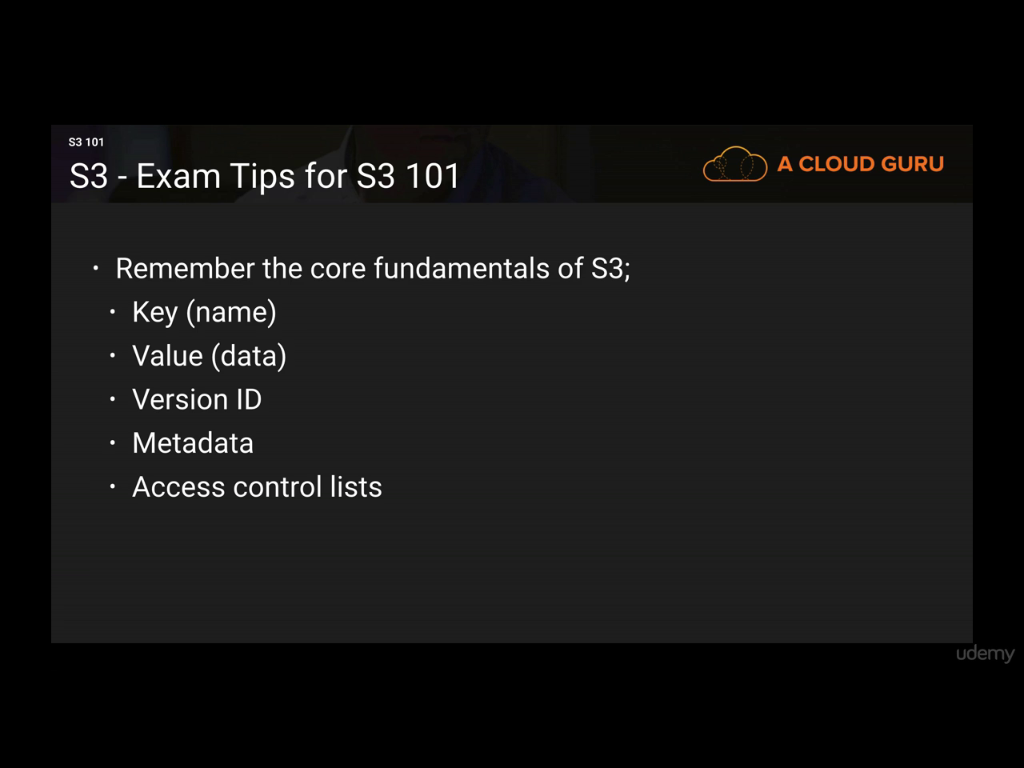 S3 101
S3 - Exam Tips for S3 101
A CLOUD GURU
• Remember the core fundamentals of S3;
• Key (name)
• Value (data)
• Version ID
• Metadata
• Access control lists
udemy